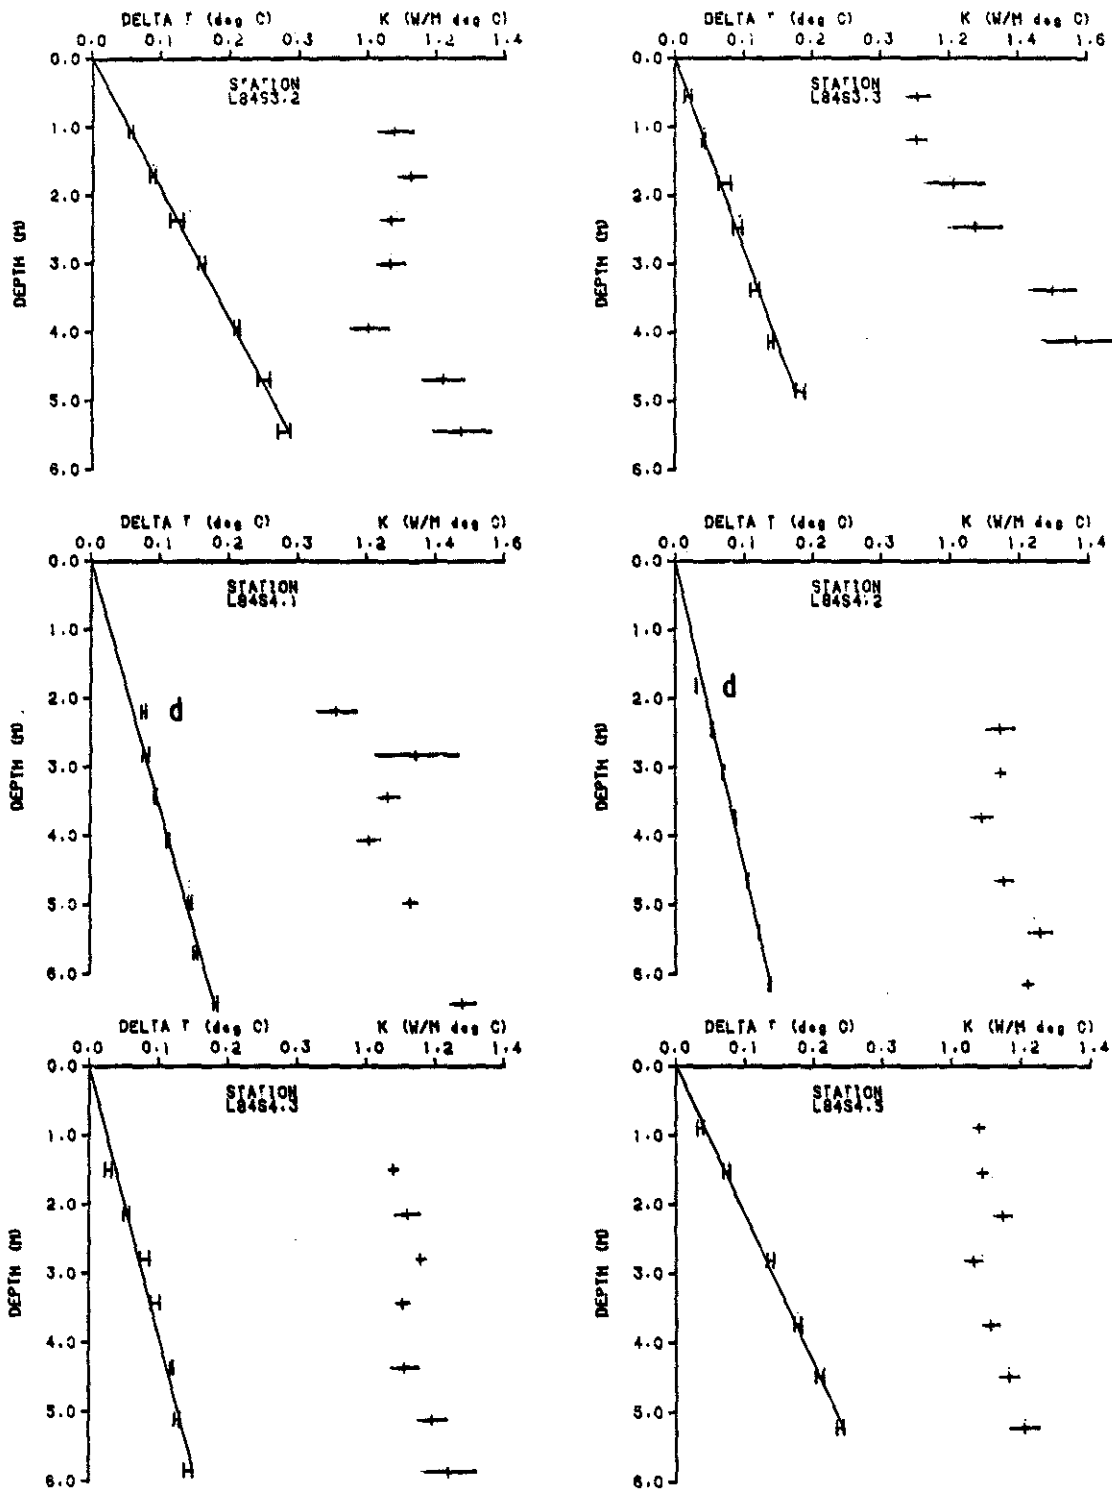 DELTA T (deg C) K (W/M deg C)
0.0 0.1 0.2 0.3 1.0 1.2 1.4
0.0
STATION
L84S3.2
1.0
2.0
DEPTH (M)
3.0
4.0
5.0
6.0
DELTA T (deg C) K (W/M deg C)
0.0 0.1 0.2 0.3 1.2 1.4 1.6
0.0
STATION
L84S3.3
1.0
2.0
DEPTH (M)
3.0
4.0
5.0
6.0
DELTA T (deg C) K (W/M deg C)
0.0 0.1 0.2 0.3 1.2 1.4 1.6
0.0
STATION
L84S4.1
1.0
2.0
d
DEPTH (M)
3.0
4.0
5.0
6.0
DELTA T (deg C) K (W/M deg C)
0.0 0.1 0.2 0.3 1.0 1.2 1.4
0.0
STATION
L84S4.2
1.0
d
2.0
DEPTH (M)
3.0
4.0
5.0
6.0
DELTA T (deg C) K (W/M deg C)
0.0 0.1 0.2 0.3 1.0 1.2 1.4
0.0
STATION
L84S4.3
1.0
2.0
DEPTH (M)
3.0
4.0
5.0
6.0
DELTA T (deg C) K (W/M deg C)
0.0 0.1 0.2 0.3 1.0 1.2 1.4
0.0
STATION
L84S4.5
1.0
2.0
DEPTH (M)
3.0
4.0
5.0
6.0